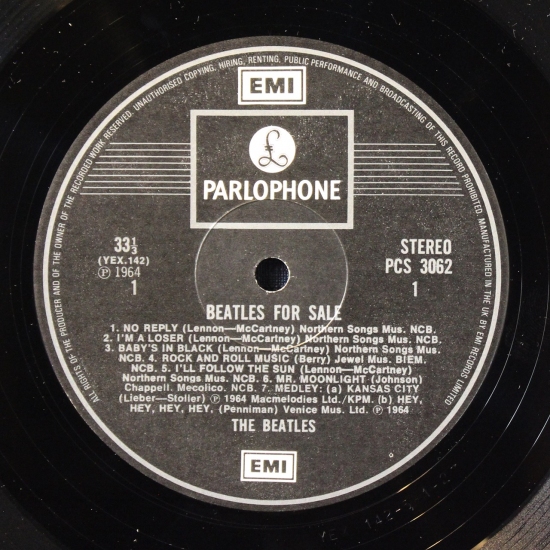 ALL RIGHTS OF THE PRODUCER AND OF THE OWNER OF THE RECORDED WORK RESERVED. UNAUTHORISED COPYING, HIRING, RENTING, PUBLIC PERFORMANCE AND BROADCASTING OF THIS RECORD PROHIBITED. MANUFACTURED IN THE UK BY EMI RECORDS LIMITED
EMI
£
PARLOPHONE
33⅓
(YEX.142)
℗ 1964
1
STEREO
PCS 3062
1
BEATLES FOR SALE
1. NO REPLY (Lennon—McCartney) Northern Songs Mus. NCB.
2. I'M A LOSER (Lennon—McCartney) Northern Songs Mus. NCB.
3. BABY'S IN BLACK (Lennon—McCartney) Northern Songs Mus.
NCB. 4. ROCK AND ROLL MUSIC (Berry) Jewel Mus. BIEM.
NCB. 5. I'LL FOLLOW THE SUN (Lennon—McCartney)
Northern Songs Mus. NCB. 6. MR. MOONLIGHT (Johnson)
Chappell. Mecolico. NCB. 7. MEDLEY: (a) KANSAS CITY
(Lieber—Stoller) ℗ 1964 Macmelodies Ltd./KPM. (b) HEY,
HEY, HEY, HEY, (Penniman) Venice Mus. Ltd. ℗ 1964
THE BEATLES
EMI